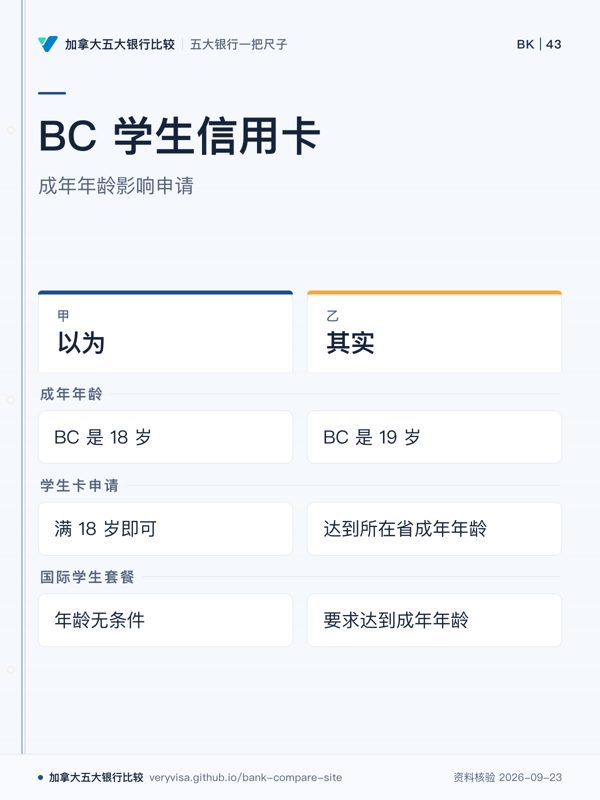 加拿大五大银行比较 | 五大银行一把尺子
BK | 43
BC 学生信用卡
成年年龄影响申请
甲
以为
乙
其实
成年年龄
BC 是 18 岁
BC 是 19 岁
学生卡申请
满 18 岁即可
达到所在省成年年龄
国际学生套餐
年龄无条件
要求达到成年年龄
加拿大五大银行比较 veryvisa.github.io/bank-compare-site
资料核验 2026-09-23